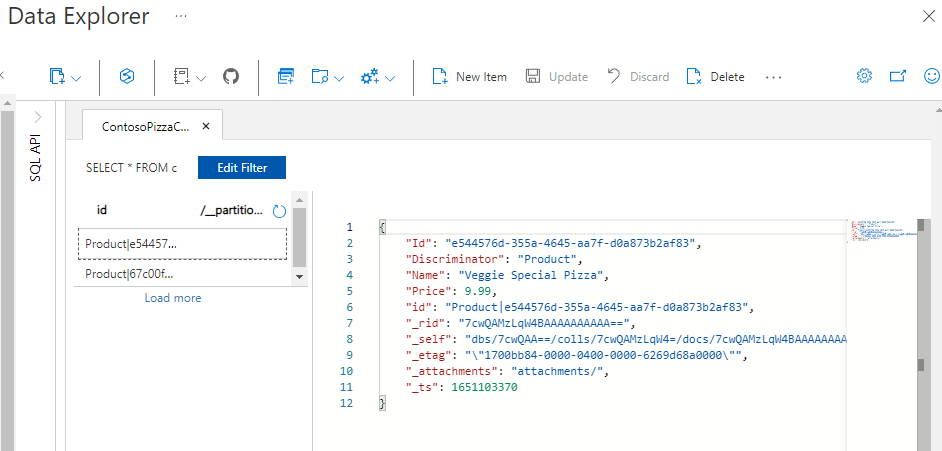 Data Explorer ...
New Item Update Discard Delete ...
SQL API
ContosoPizzaC... ×
SELECT * FROM c Edit Filter
id /__partitio...
Product|e54457...
Product|67c00f...
Load more
1 {
2 "Id": "e544576d-355a-4645-aa7f-d0a873b2af83",
3 "Discriminator": "Product",
4 "Name": "Veggie Special Pizza",
5 "Price": 9.99,
6 "id": "Product|e544576d-355a-4645-aa7f-d0a873b2af83",
7 "_rid": "7cwQAMzLqW4BAAAAAAAAAA==",
8 "_self": "dbs/7cwQAA==/colls/7cwQAMzLqW4=/docs/7cwQAMzLqW4BAAAAAAAA
9 "_etag": "\"1700bb84-0000-0400-0000-6269d68a0000\"",
10 "_attachments": "attachments/",
11 "_ts": 1651103370
12 }